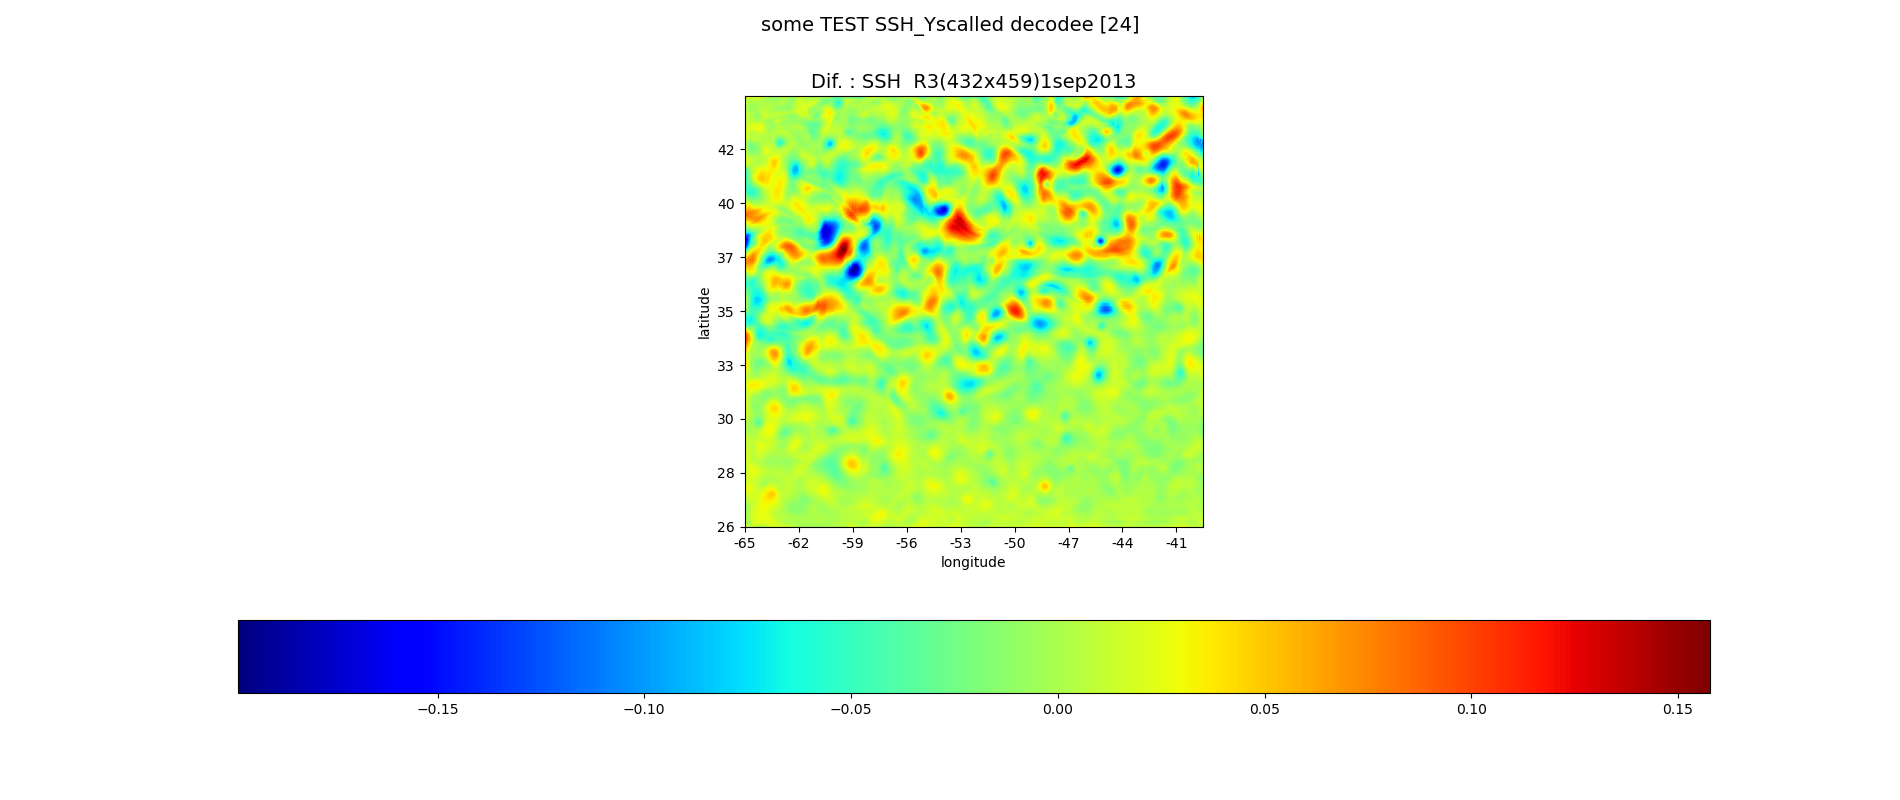 some TEST SSH_Yscalled decodee [24]
Dif. : SSH  R3(432x459)1sep2013
42
40
37
35
33
30
28
26
latitude
-65 -62 -59 -56 -53 -50 -47 -44 -41
longitude
−0.15 −0.10 −0.05 0.00 0.05 0.10 0.15